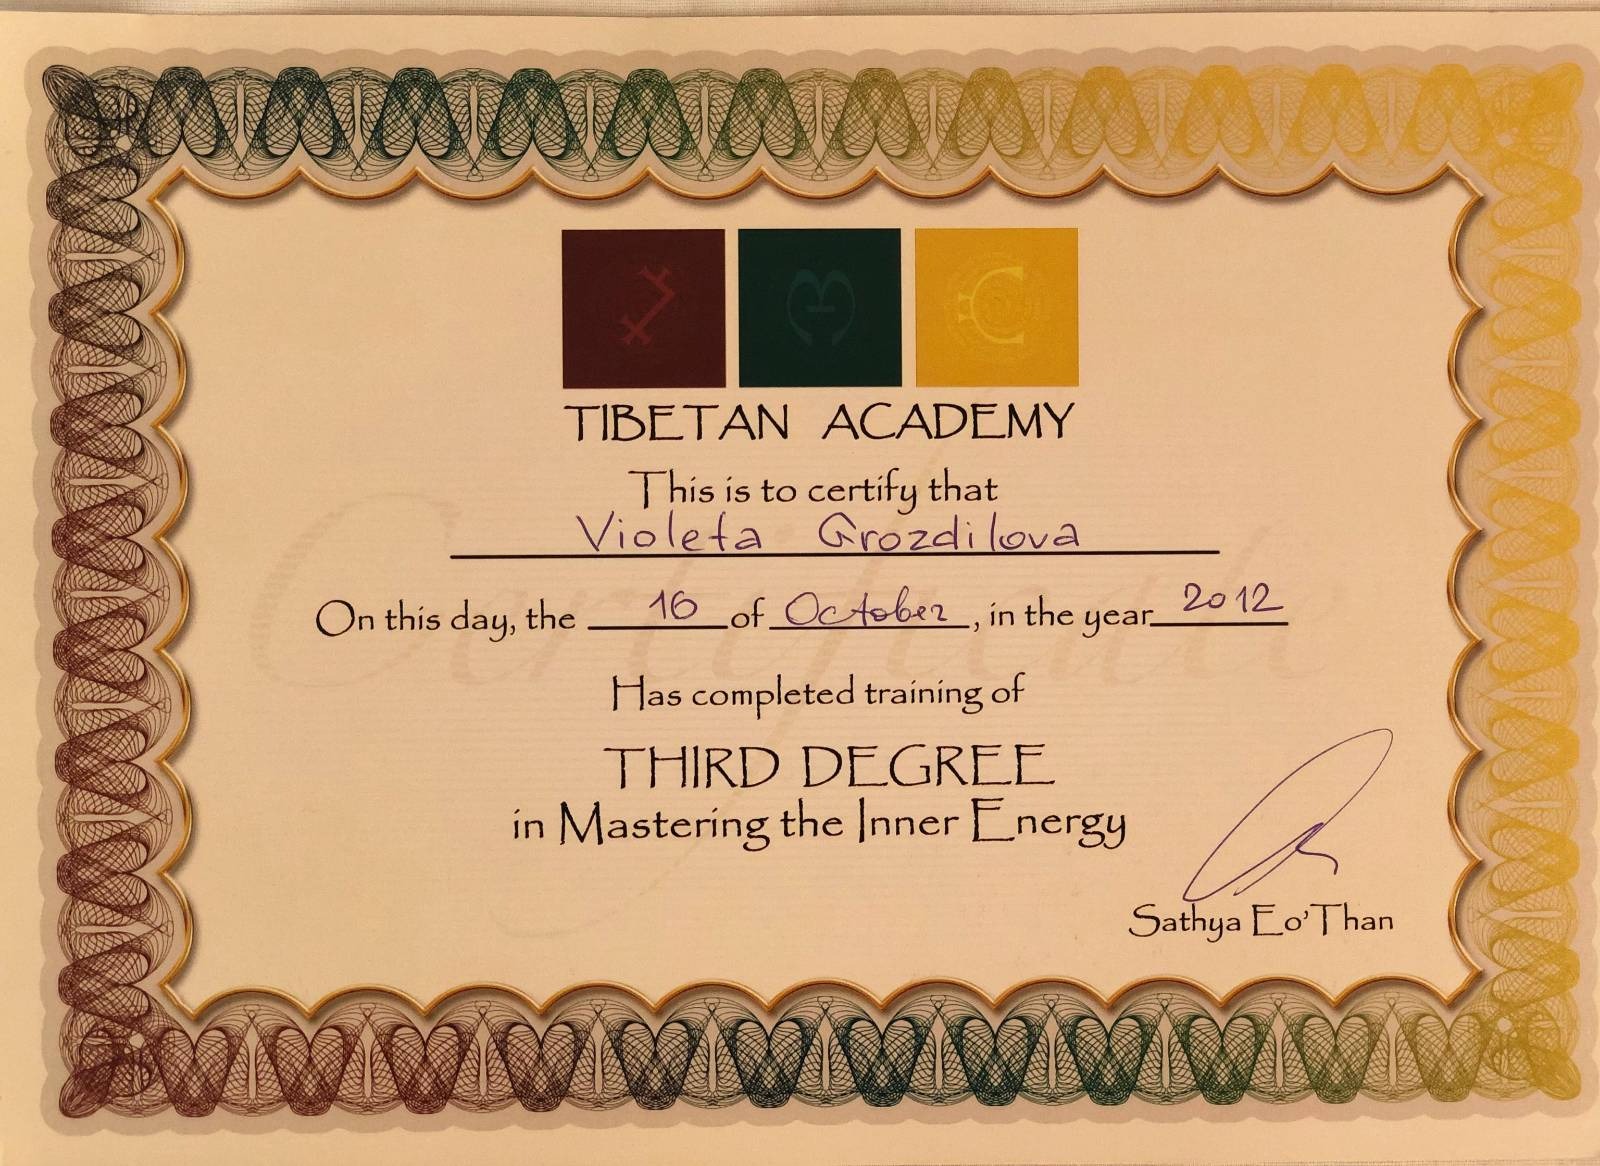 TIBETAN ACADEMY
This is to certify that
Violeta Grozdilova
On this day, the 16 of October, in the year 2012
Certificate
Has completed training of
THIRD DEGREE
in Mastering the Inner Energy
Sathya Eo'Than